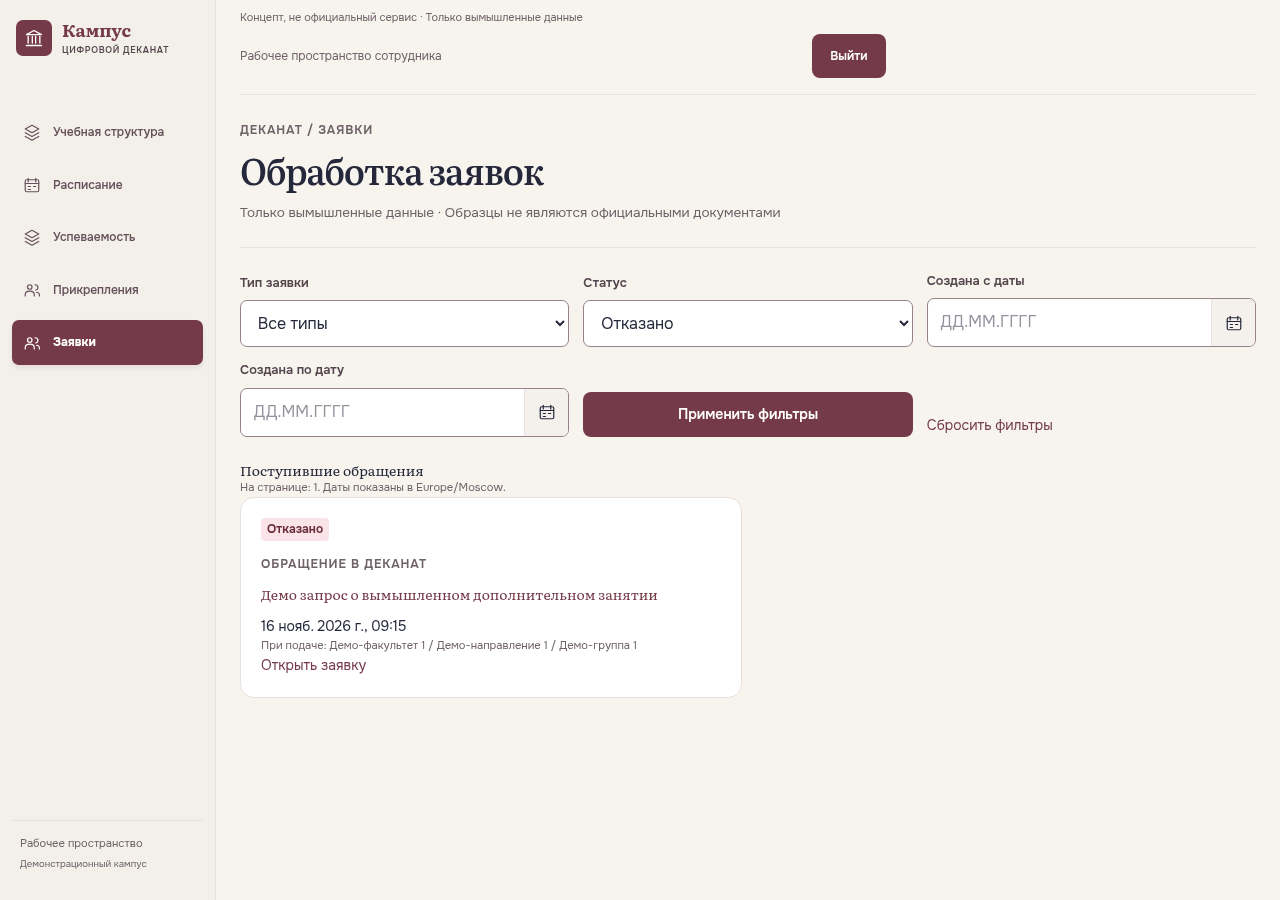 Кампус
ЦИФРОВОЙ ДЕКАНАТ
Учебная структура
Расписание
Успеваемость
Прикрепления
Заявки
Рабочее пространство
Демонстрационный кампус
Концепт, не официальный сервис · Только вымышленные данные
Рабочее пространство сотрудника
Выйти
ДЕКАНАТ / ЗАЯВКИ
Обработка заявок
Только вымышленные данные · Образцы не являются официальными документами
Тип заявки
Все типы
Статус
Отказано
Создана с даты
ДД.ММ.ГГГГ
Создана по дату
ДД.ММ.ГГГГ
Применить фильтры
Сбросить фильтры
Поступившие обращения
На странице: 1. Даты показаны в Europe/Moscow.
Отказано
ОБРАЩЕНИЕ В ДЕКАНАТ
Демо запрос о вымышленном дополнительном занятии
16 нояб. 2026 г., 09:15
При подаче: Демо-факультет 1 / Демо-направление 1 / Демо-группа 1
Открыть заявку